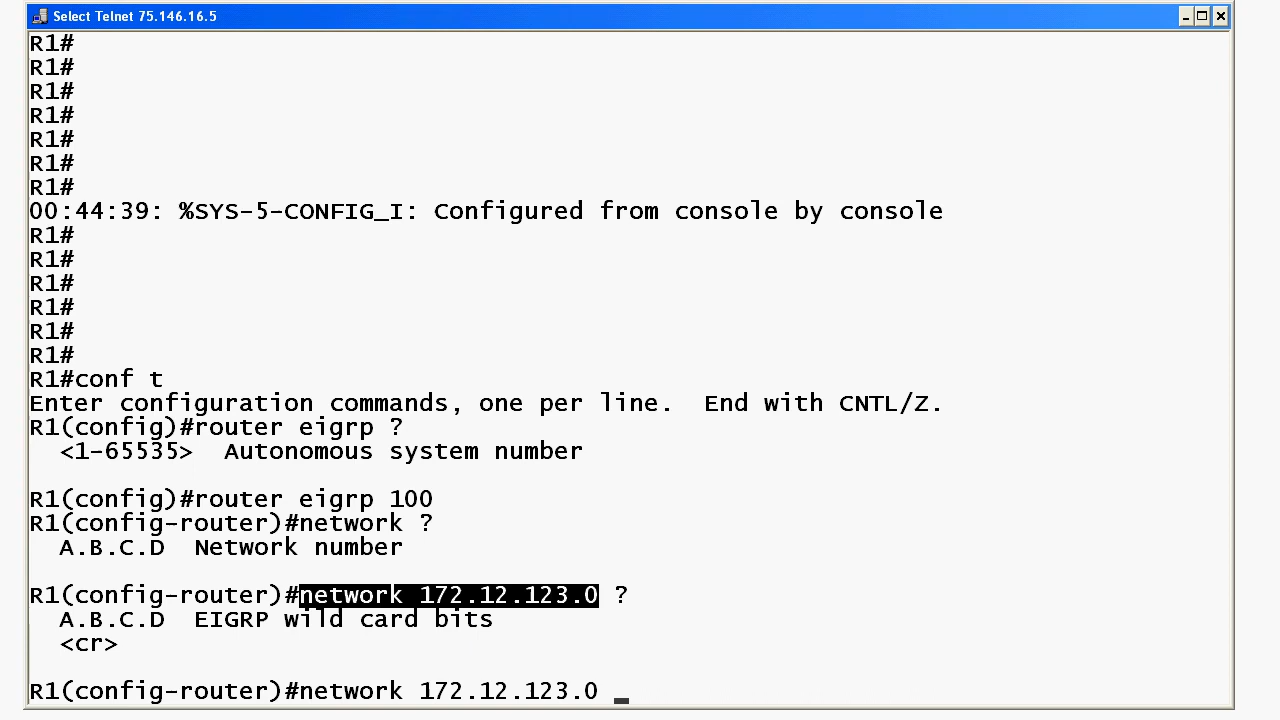 Select Telnet 75.146.16.5
R1#
R1#
R1#
R1#
R1#
R1#
R1#
00:44:39: %SYS-5-CONFIG_I: Configured from console by console
R1#
R1#
R1#
R1#
R1#
R1#
R1#conf t
Enter configuration commands, one per line.  End with CNTL/Z.
R1(config)#router eigrp ?
  <1-65535>  Autonomous system number
R1(config)#router eigrp 100
R1(config-router)#network ?
  A.B.C.D  Network number
R1(config-router)#network 172.12.123.0 ?
  A.B.C.D  EIGRP wild card bits
  <cr>
R1(config-router)#network 172.12.123.0 _